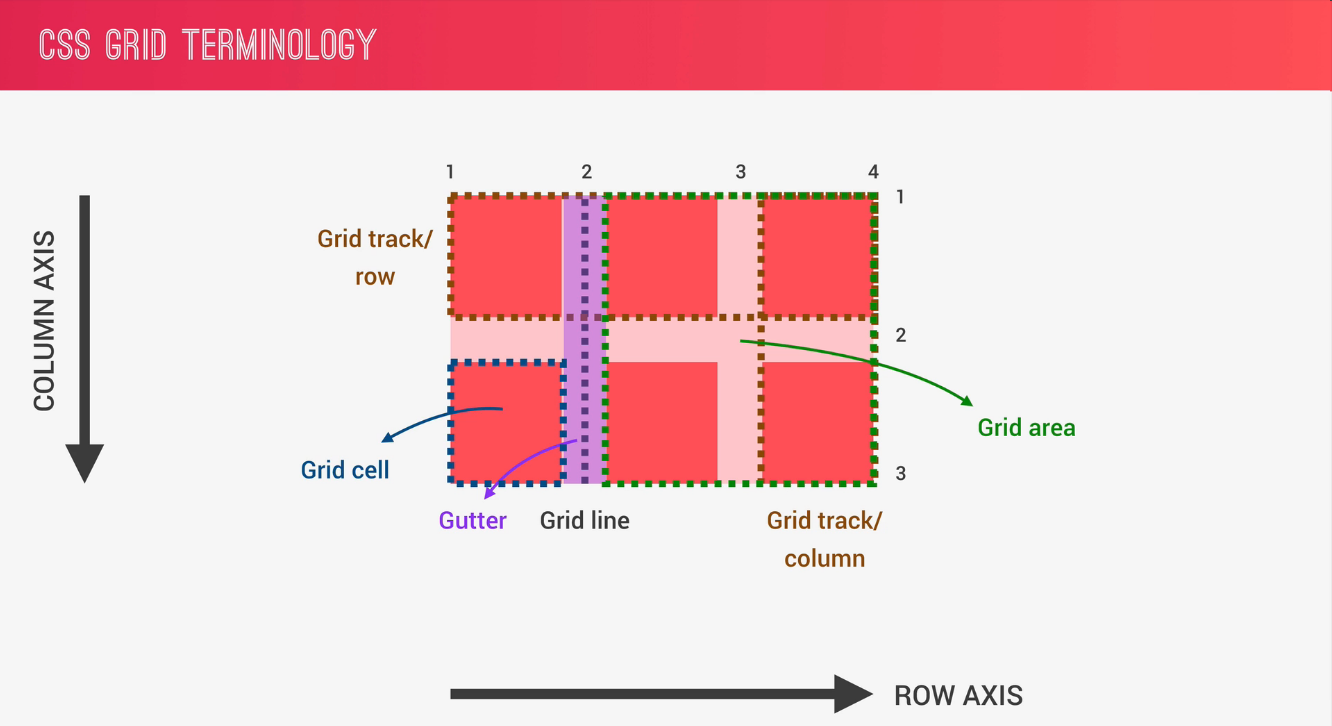 CSS GRID TERMINOLOGY
1 2 3 4
1
Grid track/
row
COLUMN AXIS
2
Grid area
Grid cell
3
Gutter
Grid line
Grid track/
column
ROW AXIS